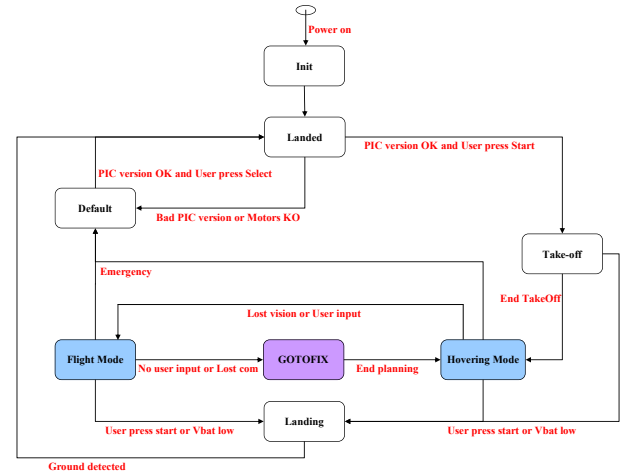 Power on
Init
Landed
PIC version OK and User press Start
PIC version OK and User press Select
Default
Bad PIC version or Motors KO
Take-off
Emergency
End TakeOff
Lost vision or User input
Flight Mode
GOTOFIX
Hovering Mode
No user input or Lost com
End planning
Landing
User press start or Vbat low
User press start or Vbat low
Ground detected